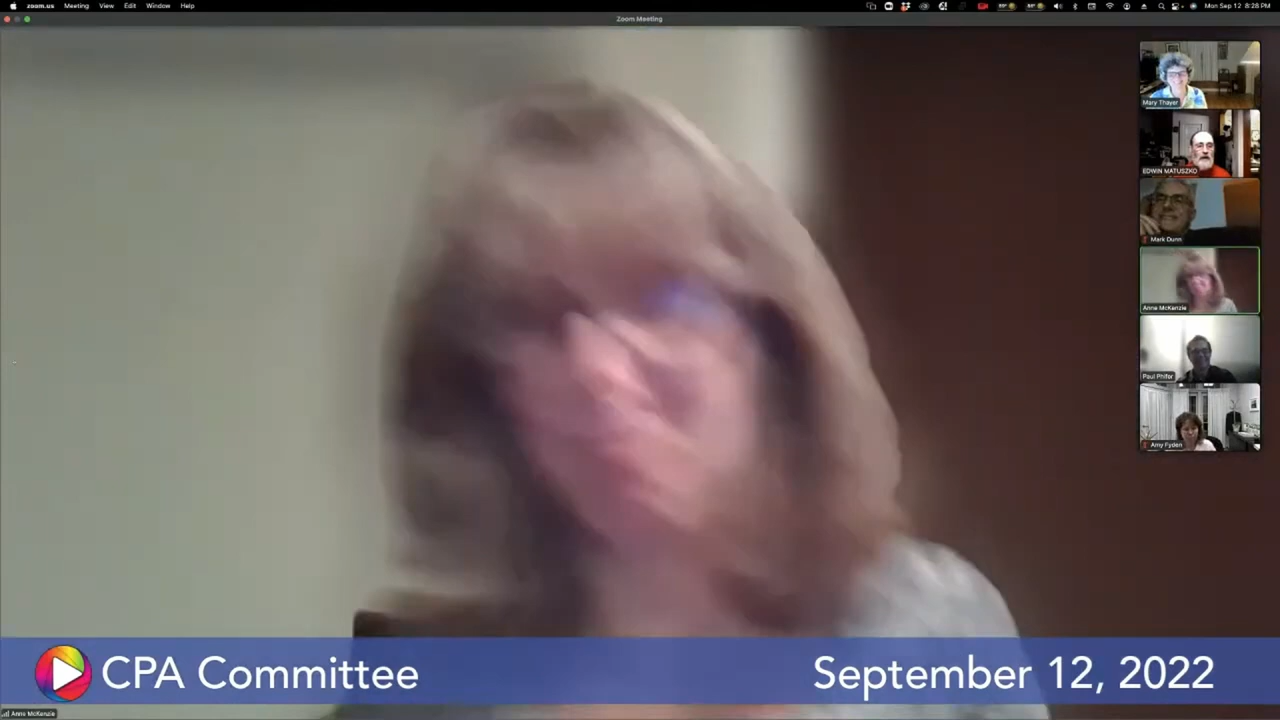 zoom.us Meeting View Edit Window Help
Mon Sep 12 8:28 PM
Zoom Meeting
Mary Thayer
EDWIN MATUSZKO
Mark Dunn
Anne McKenzie
Paul Phifer
Amy Fyden
CPA Committee
September 12, 2022
Anne McKenzie